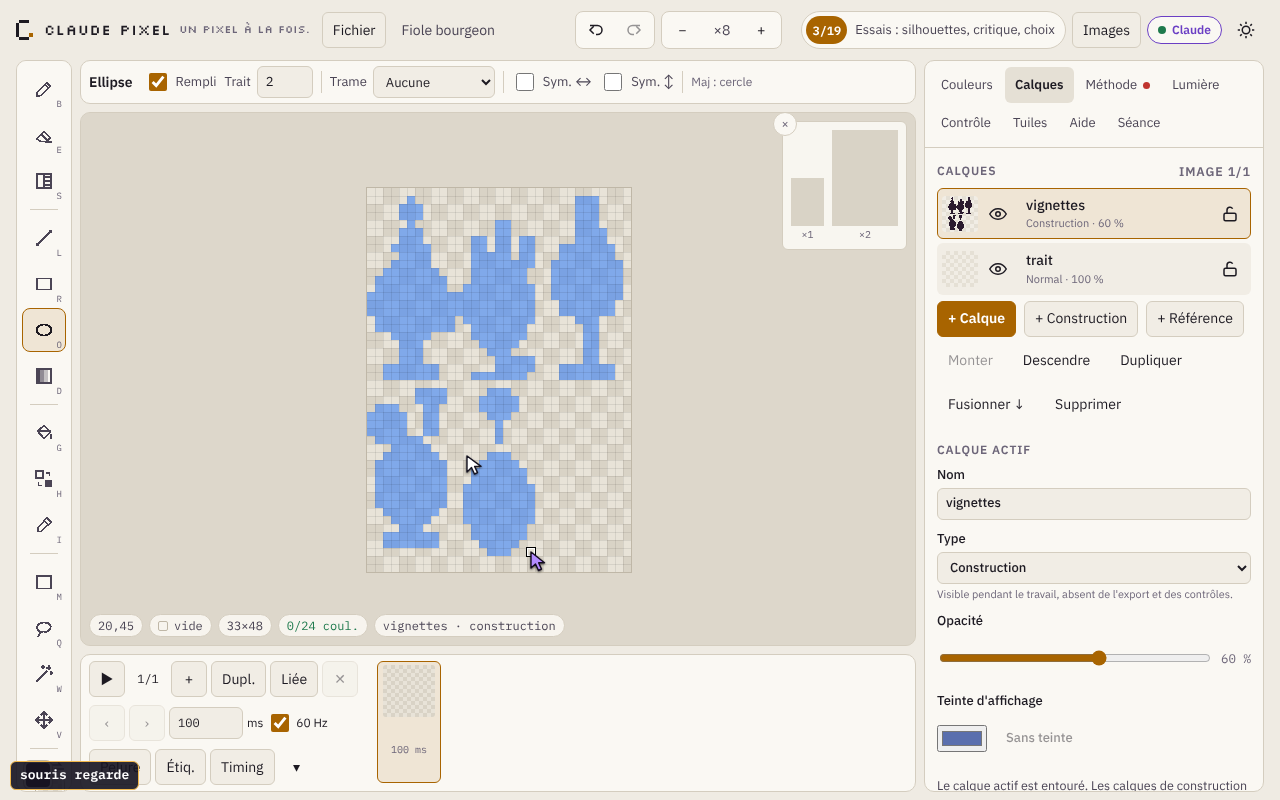 CLAUDE PIXEL UN PIXEL À LA FOIS. Fichier Fiole bourgeon − ×8 + 3/19 Essais : silhouettes, critique, choix Images Claude
Ellipse Rempli Trait 2 Trame Aucune Sym. ↔ Sym. ↕ Maj : cercle
B
E
S
L
R
O
D
G
H
I
M
Q
W
V
×
×1 ×2
20,45 vide 33×48 0/24 coul. vignettes · construction
1/1 + Dupl. Liée ×
‹ › 100 ms 60 Hz
Étiq. Timing ▼
100 ms
souris regarde
Couleurs Calques Méthode Lumière
Contrôle Tuiles Aide Séance
CALQUES IMAGE 1/1
vignettes
Construction · 60 %
trait
Normal · 100 %
+ Calque + Construction + Référence
Monter Descendre Dupliquer
Fusionner ↓ Supprimer
CALQUE ACTIF
Nom
vignettes
Type
Construction
Visible pendant le travail, absent de l'export et des contrôles.
Opacité
60 %
Teinte d'affichage
Sans teinte
Le calque actif est entouré. Les calques de construction